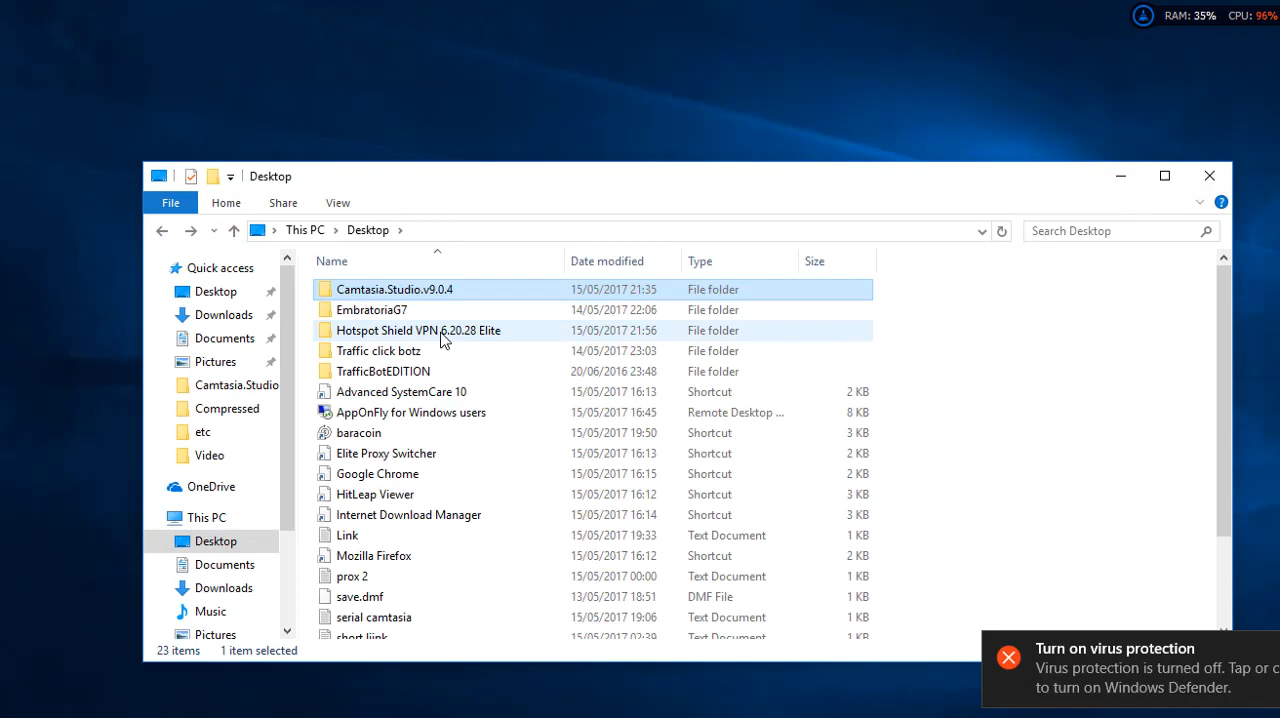 RAM: 35% CPU: 96%
Desktop
File Home Share View
This PC Desktop
Search Desktop
Name Date modified Type Size
Quick access
Desktop
Downloads
Documents
Pictures
Camtasia.Studio
Compressed
etc
Video
OneDrive
This PC
Desktop
Documents
Downloads
Music
Pictures
Camtasia.Studio.v9.0.4 15/05/2017 21:35 File folder
EmbratoriaG7 14/05/2017 22:06 File folder
Hotspot Shield VPN 6.20.28 Elite 15/05/2017 21:56 File folder
Traffic click botz 14/05/2017 23:03 File folder
TrafficBotEDITION 20/06/2016 23:48 File folder
Advanced SystemCare 10 15/05/2017 16:13 Shortcut 2 KB
AppOnFly for Windows users 15/05/2017 16:45 Remote Desktop ... 8 KB
baracoin 15/05/2017 19:50 Shortcut 3 KB
Elite Proxy Switcher 15/05/2017 16:13 Shortcut 2 KB
Google Chrome 15/05/2017 16:15 Shortcut 2 KB
HitLeap Viewer 15/05/2017 16:12 Shortcut 3 KB
Internet Download Manager 15/05/2017 16:14 Shortcut 3 KB
Link 15/05/2017 19:33 Text Document 1 KB
Mozilla Firefox 15/05/2017 16:12 Shortcut 2 KB
prox 2 15/05/2017 00:00 Text Document 1 KB
save.dmf 13/05/2017 18:51 DMF File 1 KB
serial camtasia 15/05/2017 19:06 Text Document 1 KB
short liink 15/05/2017 02:39 Text Document 1 KB
23 items 1 item selected
Turn on virus protection
Virus protection is turned off. Tap or c
to turn on Windows Defender.